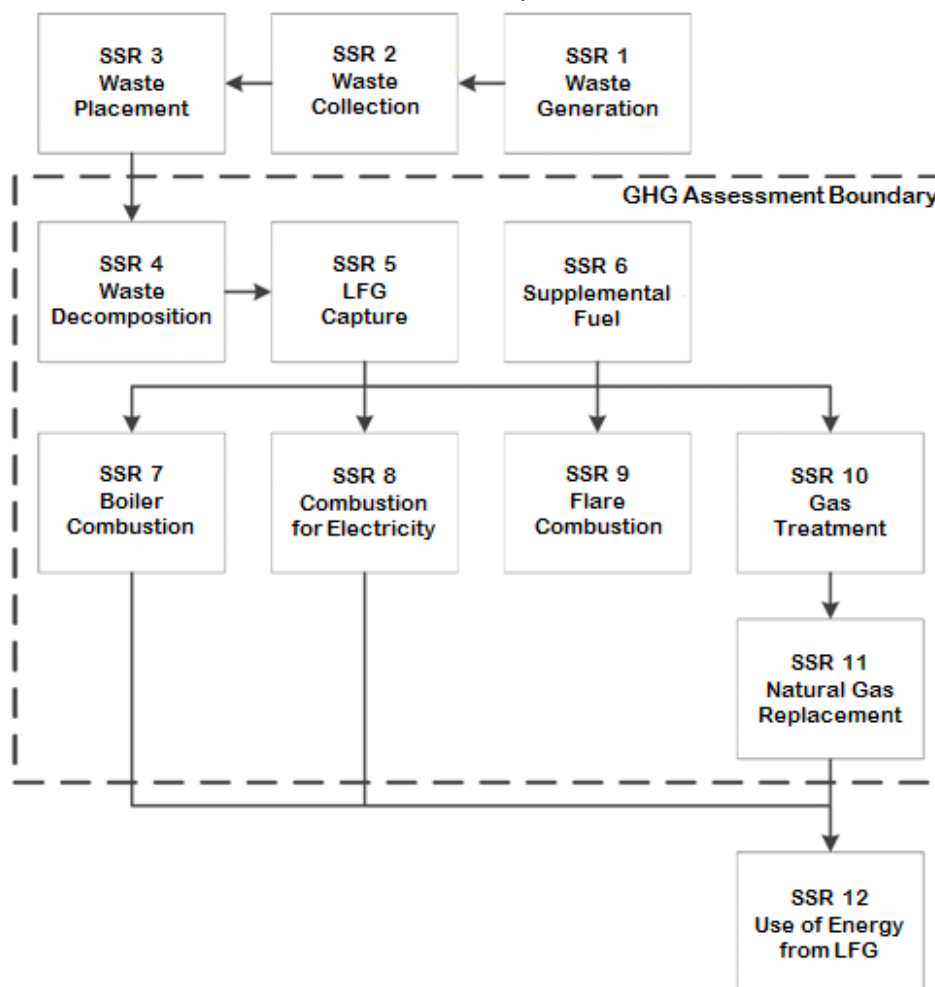 SSR 3
Waste
Placement
SSR 2
Waste
Collection
SSR 1
Waste
Generation
GHG Assessment Boundary
SSR 4
Waste
Decomposition
SSR 5
LFG
Capture
SSR 6
Supplemental
Fuel
SSR 7
Boiler
Combustion
SSR 8
Combustion
for Electricity
SSR 9
Flare
Combustion
SSR 10
Gas
Treatment
SSR 11
Natural Gas
Replacement
SSR 12
Use of Energy
from LFG